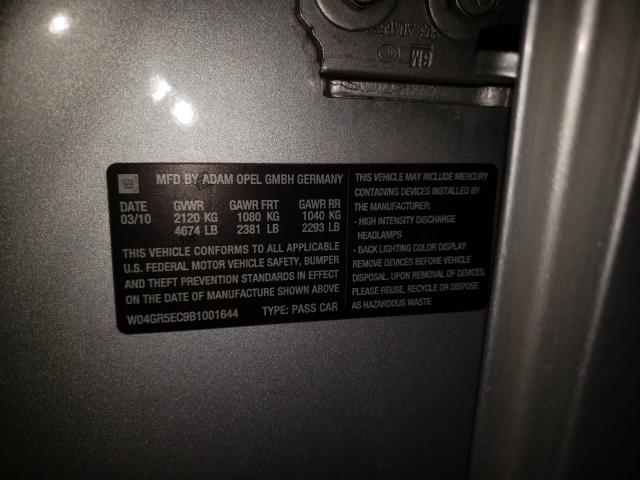 GM
GM
MFD BY ADAM OPEL GMBH GERMANY
DATE GVWR GAWR FRT GAWR RR
03/10 2120 KG 1080 KG 1040 KG
4674 LB 2381 LB 2293 LB
THIS VEHICLE CONFORMS TO ALL APPLICABLE
U.S. FEDERAL MOTOR VEHICLE SAFETY, BUMPER
AND THEFT PREVENTION STANDARDS IN EFFECT
ON THE DATE OF MANUFACTURE SHOWN ABOVE
W04GR5EC9B1001644 TYPE: PASS CAR
THIS VEHICLE MAY INCLUDE MERCURY
CONTAINING DEVICES INSTALLED BY
THE MANUFACTURER:
- HIGH INTENSITY DISCHARGE
HEADLAMPS
- BACK LIGHTING COLOR DISPLAY
REMOVE DEVICES BEFORE VEHICLE
DISPOSAL. UPON REMOVAL OF DEVICES,
PLEASE REUSE, RECYCLE OR DISPOSE
AS HAZARDOUS WASTE